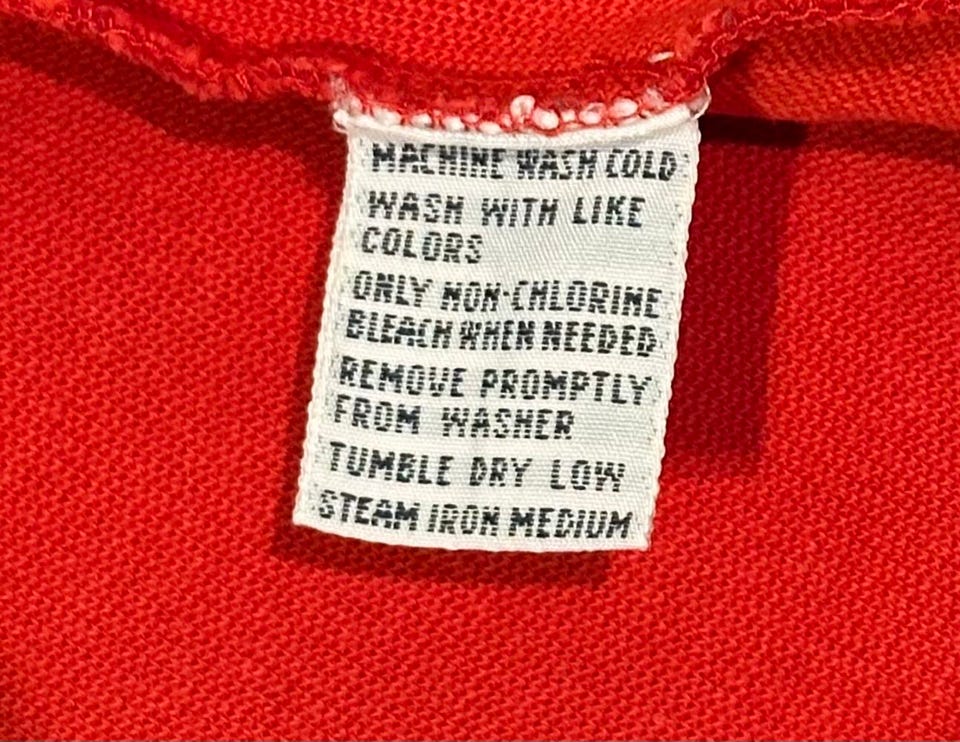 MACHINE WASH COLD
WASH WITH LIKE
COLORS
ONLY NON-CHLORINE
BLEACH WHEN NEEDED
REMOVE PROMPTLY
FROM WASHER
TUMBLE DRY LOW
STEAM IRON MEDIUM